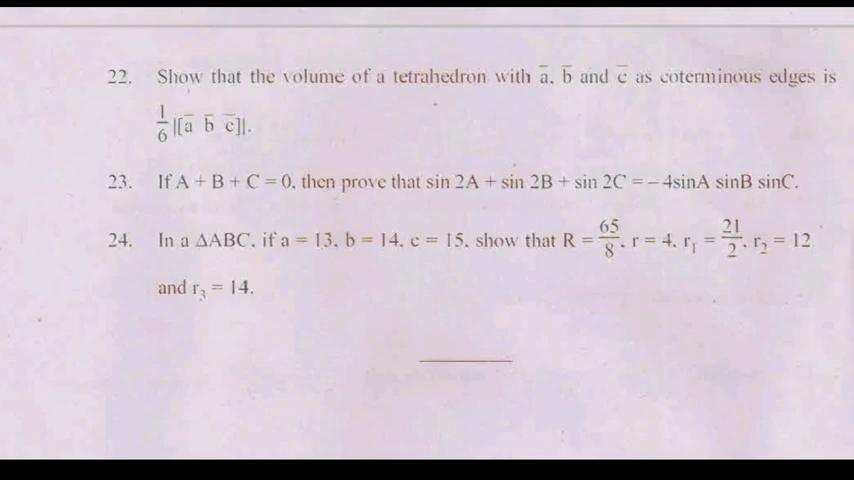 22. Show that the volume of a tetrahedron with a̅, b̅ and c̅ as coterminous edges is
1/6 |[a̅ b̅ c̅]|.
23. If A + B + C = 0, then prove that sin 2A + sin 2B + sin 2C = – 4sinA sinB sinC.
24. In a ΔABC, if a = 13, b = 14, c = 15, show that R = 65/8, r = 4, r₁ = 21/2, r₂ = 12
and r₃ = 14.